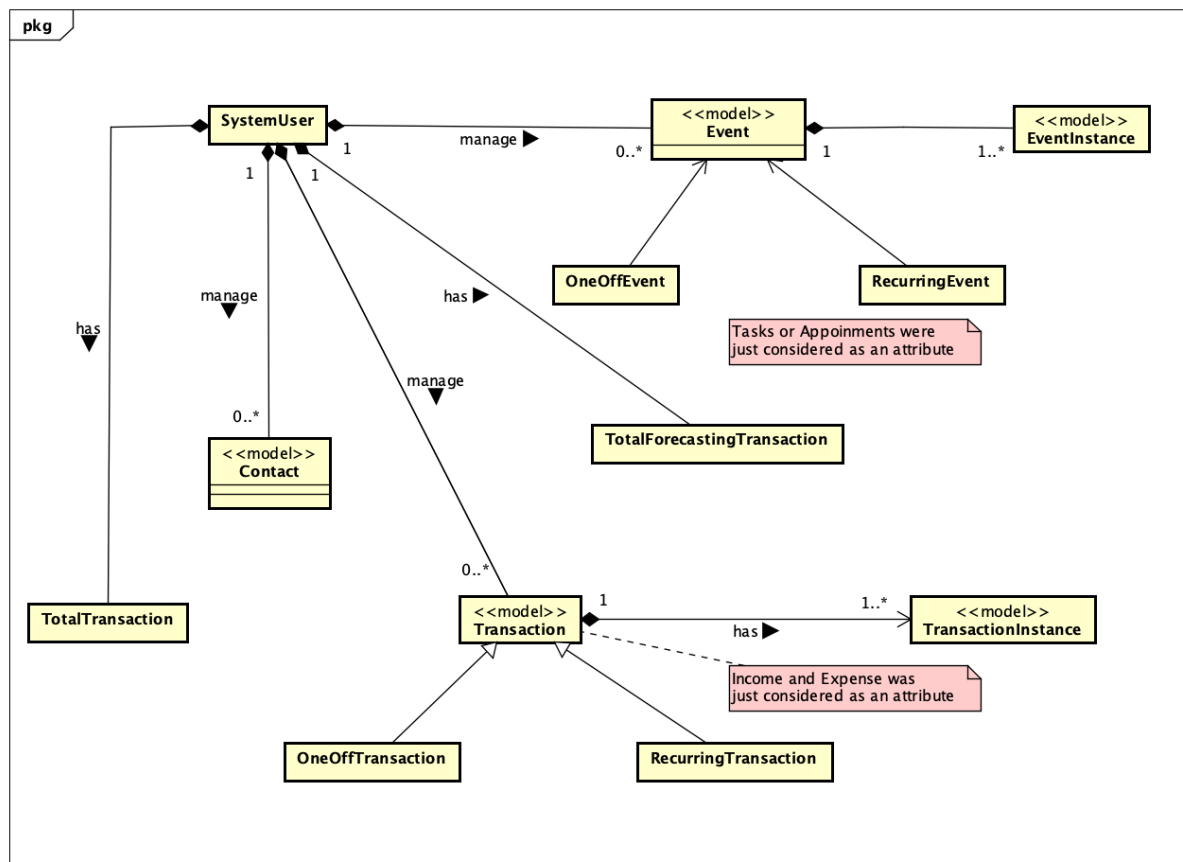 pkg
SystemUser
1
manage ▶
0..*
<<model>>
Event
1
1..*
<<model>>
EventInstance
1
1
OneOffEvent
RecurringEvent
has ▶
manage
▼
has
▼
Tasks or Appoinments were
just considered as an attribute
manage
▼
0..*
<<model>>
Contact
TotalForecastingTransaction
0..*
TotalTransaction
<<model>>
Transaction
1
has ▶
1..*
<<model>>
TransactionInstance
Income and Expense was
just considered as an attribute
OneOffTransaction
RecurringTransaction